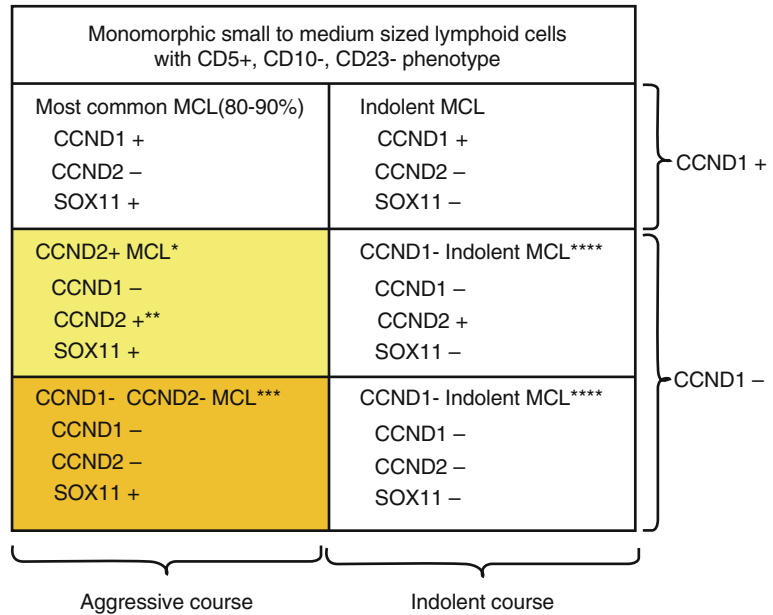 Monomorphic small to medium sized lymphoid cells
with CD5+, CD10-, CD23- phenotype
Most common MCL(80-90%)
CCND1 +
CCND2 –
SOX11 +
Indolent MCL
CCND1 +
CCND2 –
SOX11 –
CCND1 +
CCND2+ MCL*
CCND1 –
CCND2 +**
SOX11 +
CCND1- Indolent MCL****
CCND1 –
CCND2 +
SOX11 –
CCND1- CCND2- MCL***
CCND1 –
CCND2 –
SOX11 +
CCND1- Indolent MCL****
CCND1 –
CCND2 –
SOX11 –
CCND1 –
Aggressive course
Indolent course